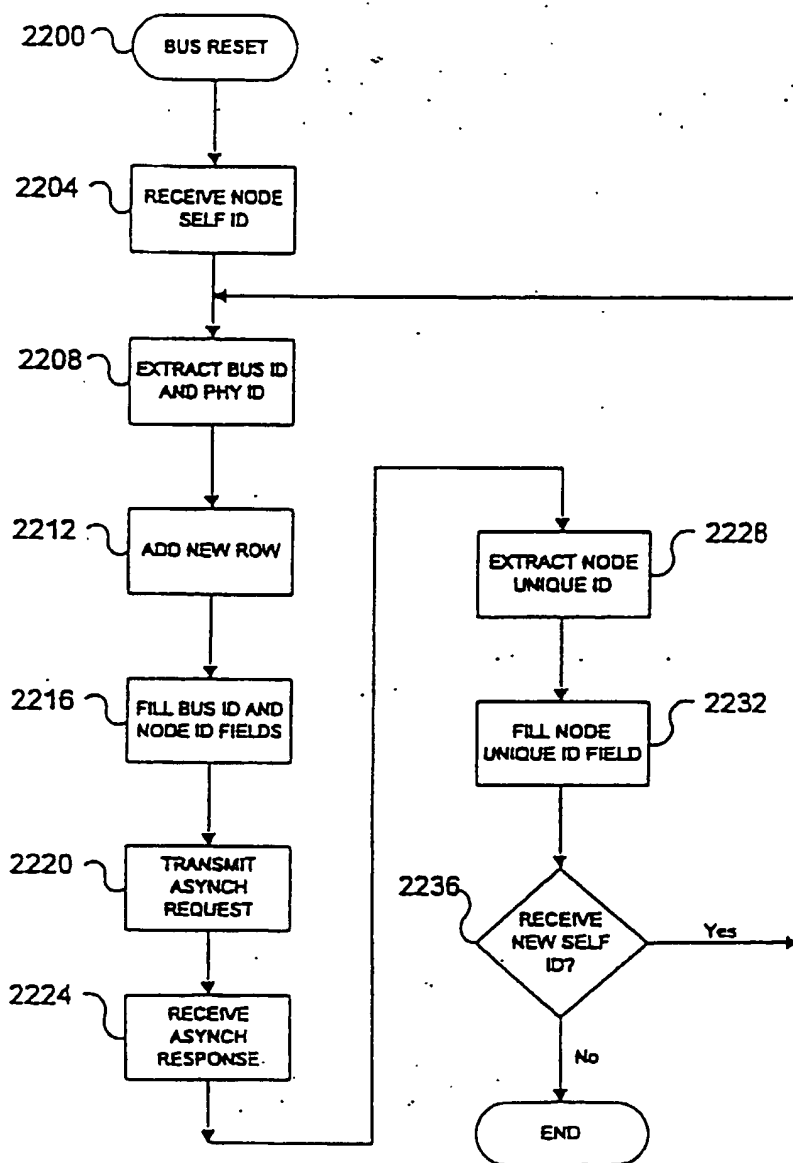 2200
BUS RESET
2204
RECEIVE NODE
SELF ID
2208
EXTRACT BUS ID
AND PHY ID
2212
ADD NEW ROW
2216
FILL BUS ID AND
NODE ID FIELDS
2220
TRANSMIT
ASYNCH
REQUEST
2224
RECEIVE
ASYNCH
RESPONSE
2228
EXTRACT NODE
UNIQUE ID
2232
FILL NODE
UNIQUE ID FIELD
2236
RECEIVE
NEW SELF
ID?
Yes
No
END